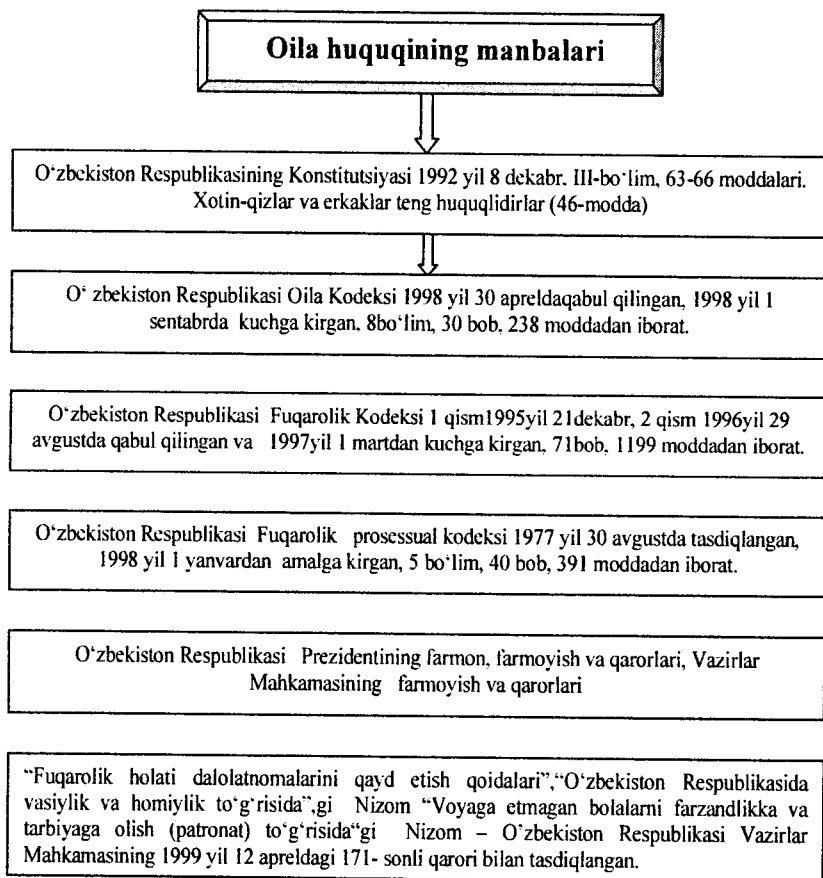 Oila huquqining manbalari
O‘zbekiston Respublikasining Konstitutsiyasi 1992 yil 8 dekabr. III-bo‘lim, 63-66 moddalari.
Xotin-qizlar va erkaklar teng huquqlidirlar (46-modda)
O‘ zbekiston Respublikasi Oila Kodeksi 1998 yil 30 apreldaqabul qilingan, 1998 yil 1
sentabrda kuchga kirgan. 8bo‘lim, 30 bob, 238 moddadan iborat.
O‘zbekiston Respublikasi Fuqarolik Kodeksi 1 qism1995yil 21dekabr, 2 qism 1996yil 29
avgustda qabul qilingan va 1997yil 1 martdan kuchga kirgan. 71bob, 1199 moddadan iborat.
O‘zbekiston Respublikasi Fuqarolik prosessual kodeksi 1977 yil 30 avgustda tasdiqlangan,
1998 yil 1 yanvardan amalga kirgan, 5 bo‘lim, 40 bob, 391 moddadan iborat.
O‘zbekiston Respublikasi Prezidentining farmon, farmoyish va qarorlari, Vazirlar
Mahkamasining farmoyish va qarorlari
“Fuqarolik holati dalolatnomalarini qayd etish qoidalari”,“O‘zbekiston Respublikasida
vasiylik va homiylik to‘g‘risida”,gi Nizom “Voyaga etmagan bolalarni farzandlikka va
tarbiyaga olish (patronat) to‘g‘risida“gi Nizom – O‘zbekiston Respublikasi Vazirlar
Mahkamasining 1999 yil 12 apreldagi 171- sonli qarori bilan tasdiqlangan.